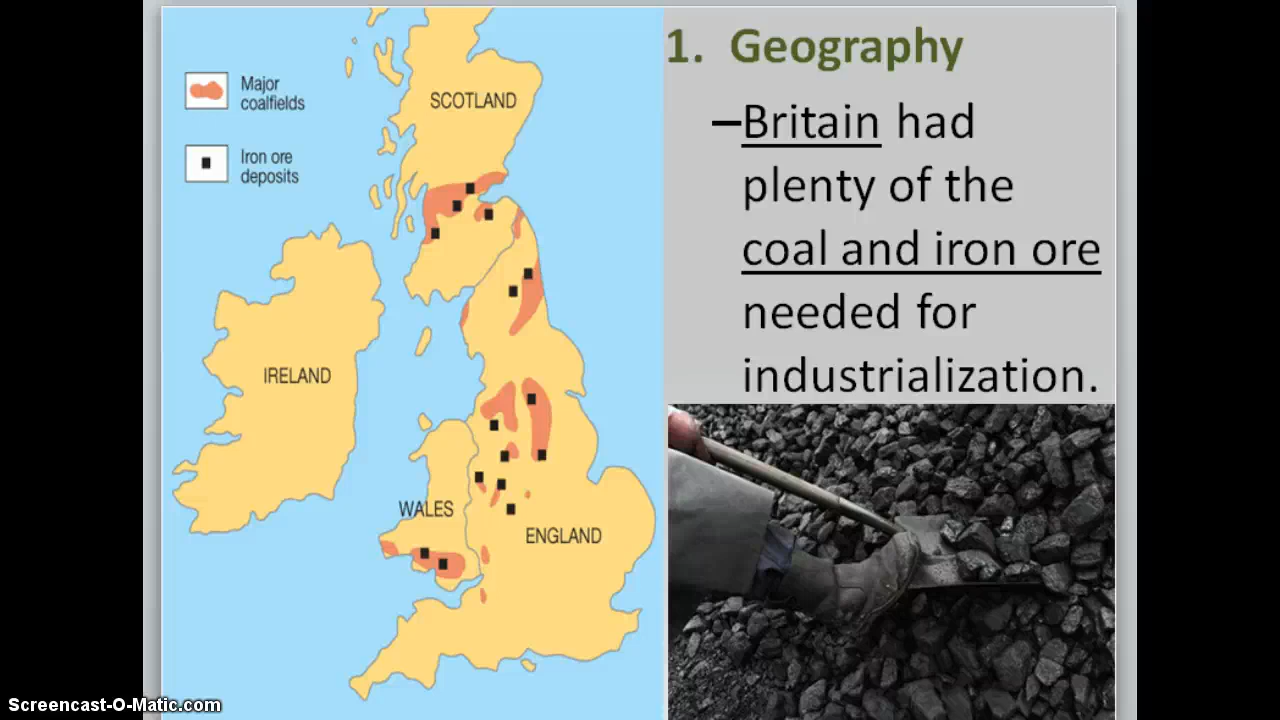 Major
coalfields
Iron ore
deposits
SCOTLAND
IRELAND
WALES
ENGLAND
1. Geography
–Britain had
plenty of the
coal and iron ore
needed for
industrialization.
Screencast-O-Matic.com